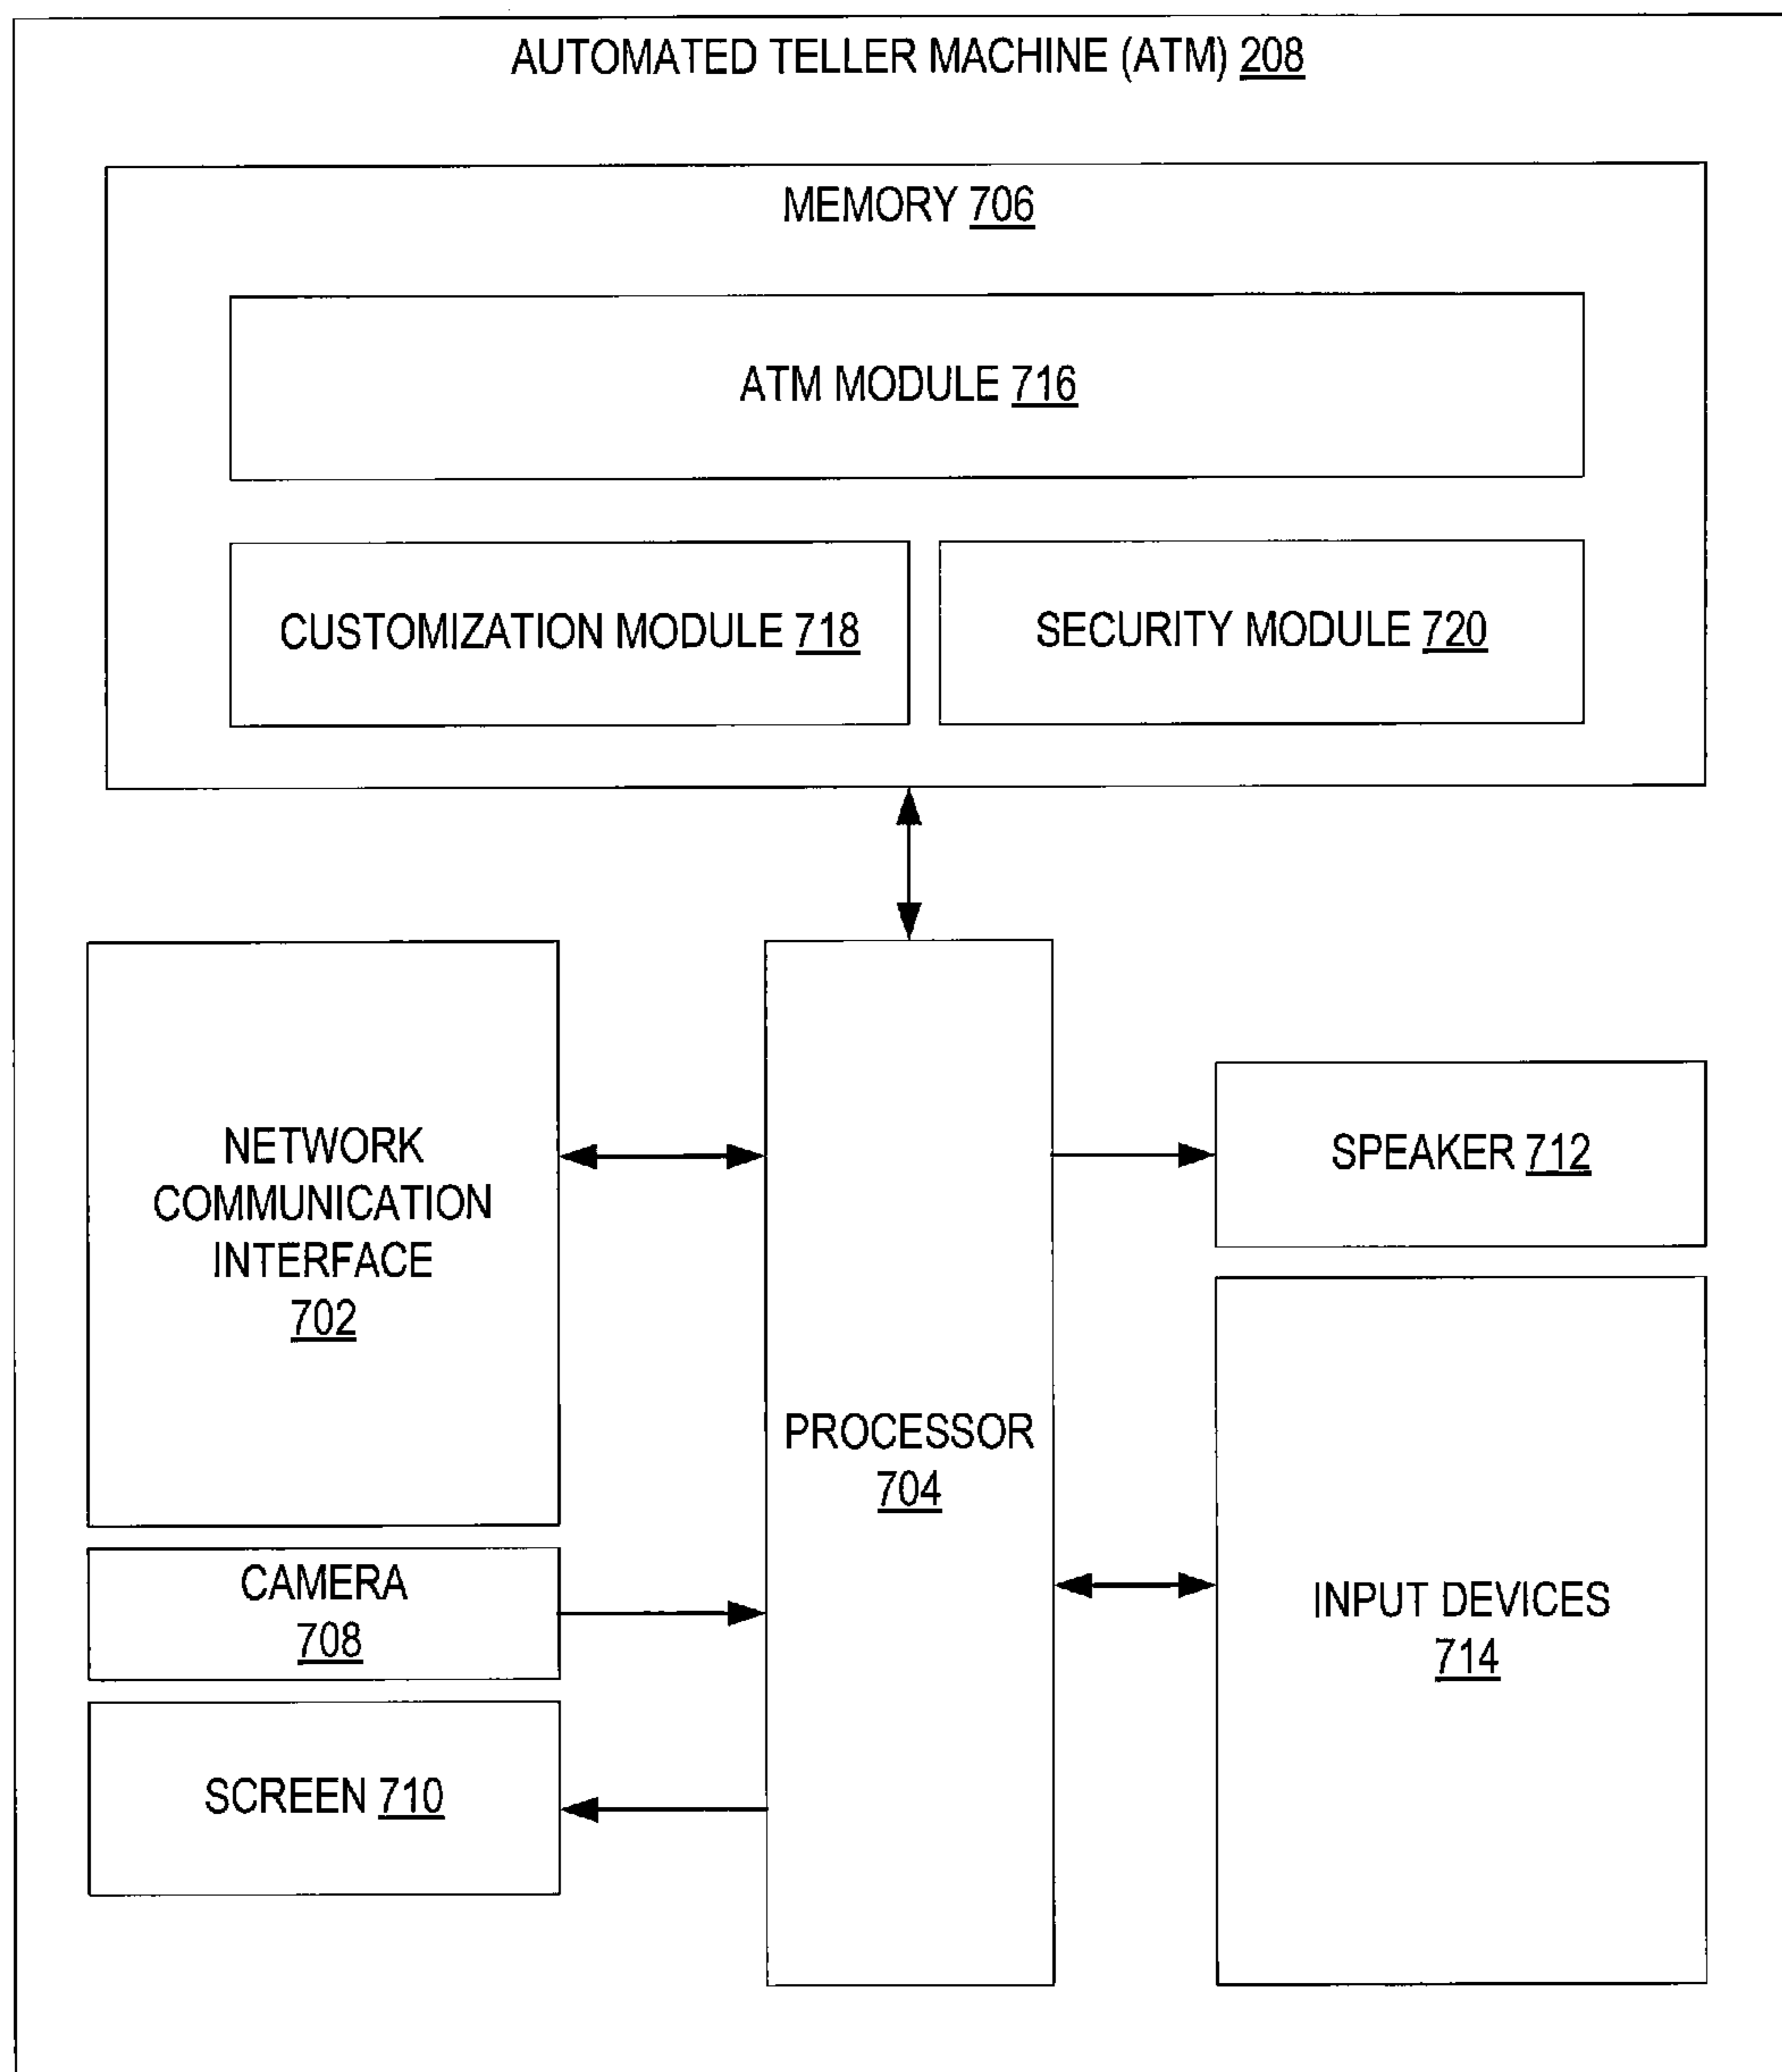 AUTOMATED TELLER MACHINE (ATM) 208
MEMORY 706
ATM MODULE 716
CUSTOMIZATION MODULE 718
SECURITY MODULE 720
NETWORK
COMMUNICATION
INTERFACE
702
PROCESSOR
704
SPEAKER 712
CAMERA
708
INPUT DEVICES
714
SCREEN 710